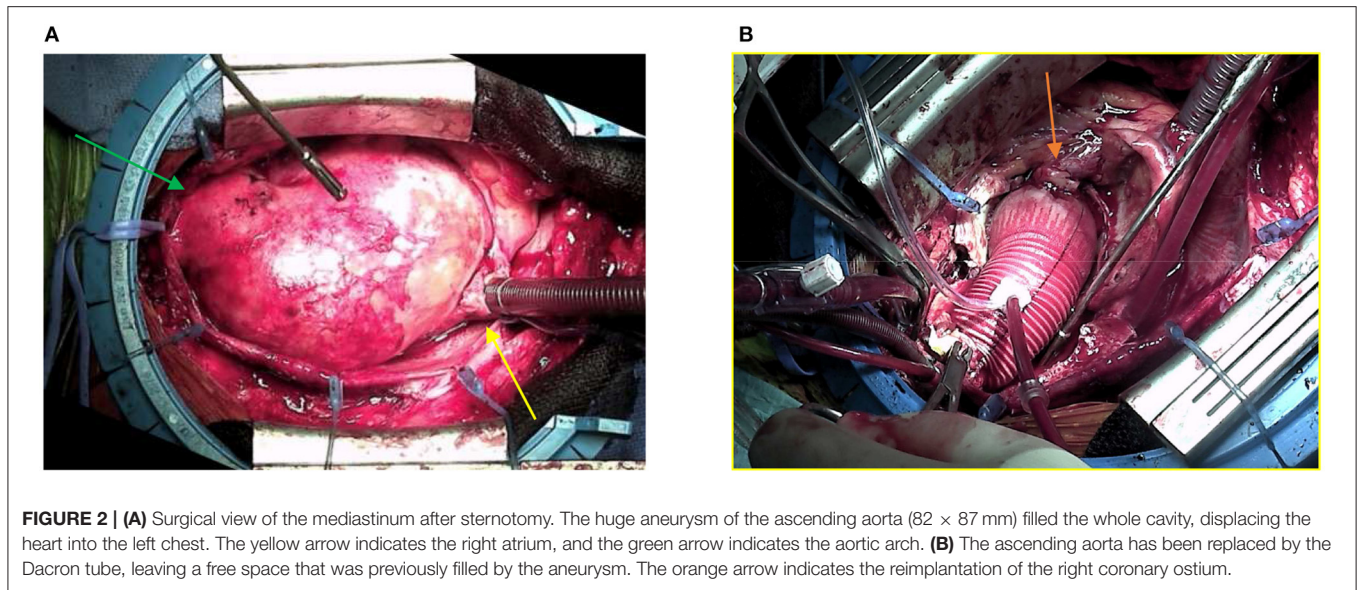 A
B
FIGURE 2 | (A) Surgical view of the mediastinum after sternotomy. The huge aneurysm of the ascending aorta (82 × 87 mm) filled the whole cavity, displacing the
heart into the left chest. The yellow arrow indicates the right atrium, and the green arrow indicates the aortic arch. (B) The ascending aorta has been replaced by the
Dacron tube, leaving a free space that was previously filled by the aneurysm. The orange arrow indicates the reimplantation of the right coronary ostium.